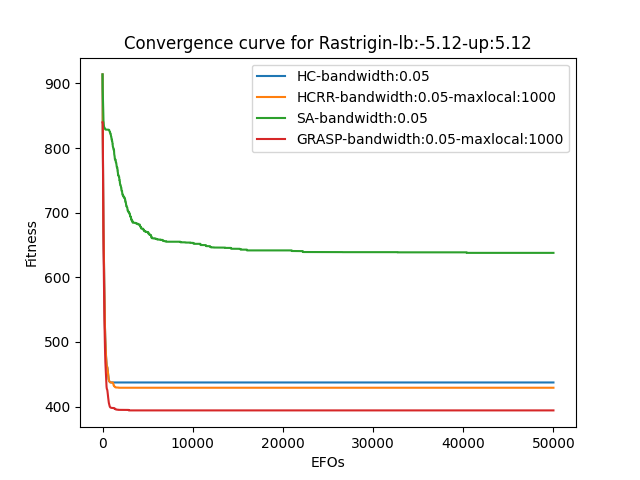 Convergence curve for Rastrigin-lb:-5.12-up:5.12
HC-bandwidth:0.05
HCRR-bandwidth:0.05-maxlocal:1000
SA-bandwidth:0.05
GRASP-bandwidth:0.05-maxlocal:1000
900
800
700
600
500
400
Fitness
0 10000 20000 30000 40000 50000
EFOs